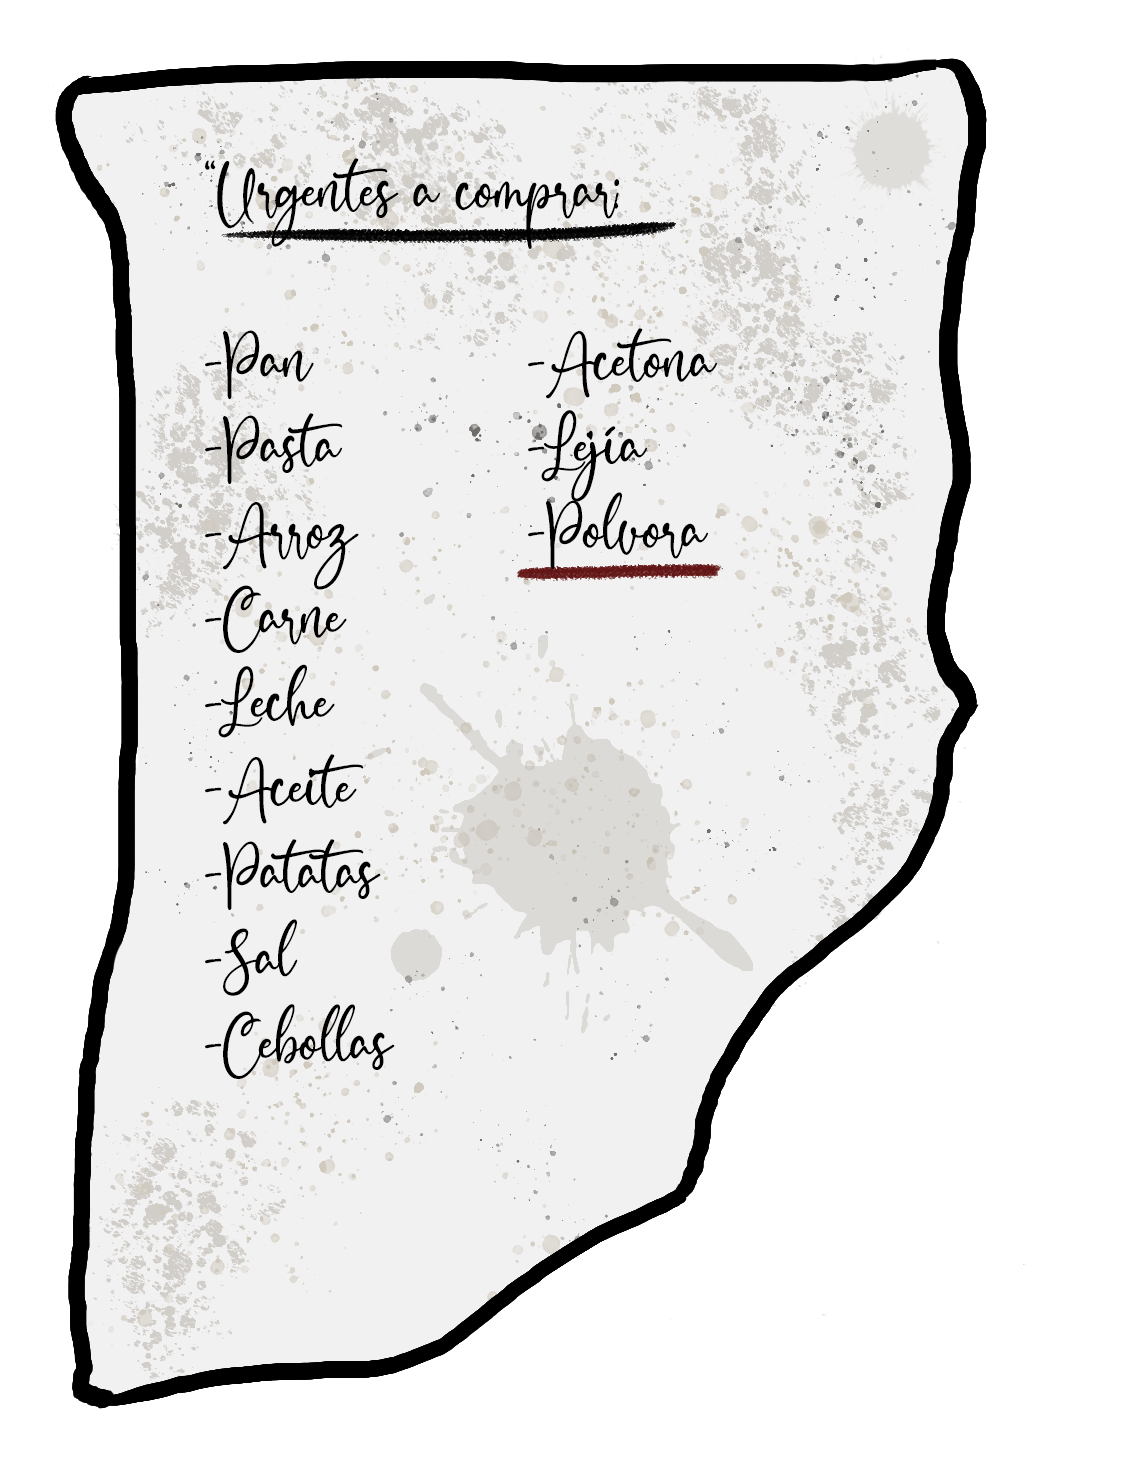 “Urgentes a comprar:
-Pan
-Pasta
-Arroz
-Carne
-Leche
-Aceite
-Patatas
-Sal
-Cebollas
-Acetona
-Lejía
-Polvora